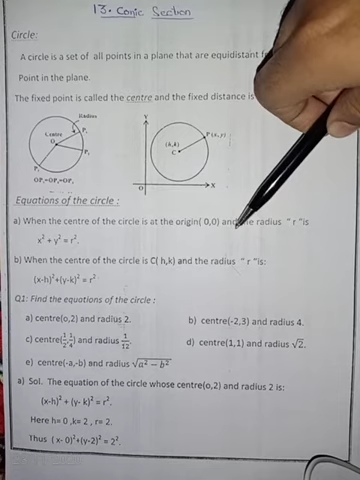 13. Conic Section
Circle:
A circle is a set of all points in a plane that are equidistant
Point in the plane.
The fixed point is called the centre and the fixed distance is
Radius
Centre
O
P₁
P₂
P₃
OP₁=OP₂=OP₃
Y
P(x, y)
(h,k)
C
O
X
Equations of the circle :
a) When the centre of the circle is at the origin( 0,0) and the radius " r "is
x² + y² = r².
b) When the centre of the circle is C( h,k) and the radius " r "is:
(x-h)²+(y-k)² = r²
Q1: Find the equations of the circle :
a) centre(o,2) and radius 2.
b) centre(-2,3) and radius 4.
c) centre(1/2,1/4) and radius 1/12.
d) centre(1,1) and radius √2.
e) centre(-a,-b) and radius √a² − b²
a) Sol. The equation of the circle whose centre(o,2) and radius 2 is:
(x-h)² + (y- k)² = r².
Here h= 0 ,k= 2 , r= 2.
Thus ( x- 0)²+(y-2)² = 2².